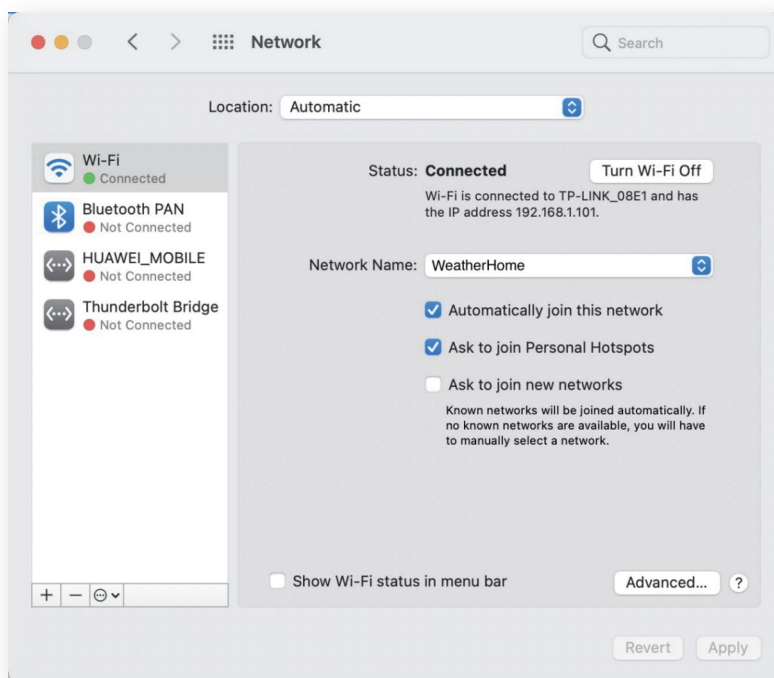 Network
Search
Location: Automatic
Wi-Fi
Connected
Bluetooth PAN
Not Connected
HUAWEI_MOBILE
Not Connected
Thunderbolt Bridge
Not Connected
Status: Connected
Turn Wi-Fi Off
Wi-Fi is connected to TP-LINK_08E1 and has
the IP address 192.168.1.101.
Network Name: WeatherHome
Automatically join this network
Ask to join Personal Hotspots
Ask to join new networks
Known networks will be joined automatically. If
no known networks are available, you will have
to manually select a network.
Show Wi-Fi status in menu bar
Advanced...
?
Revert
Apply